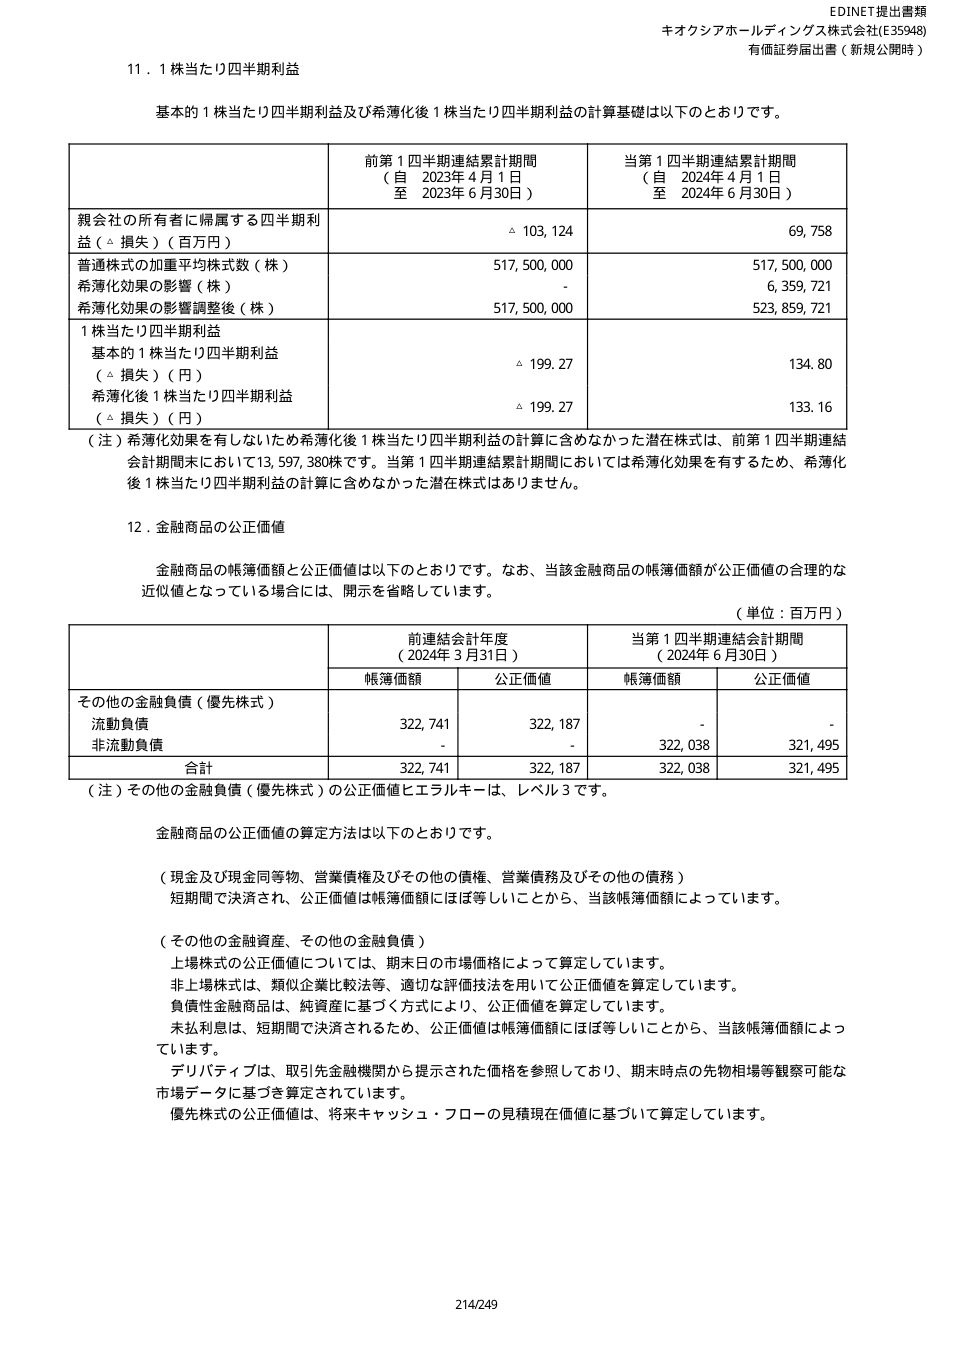 EDINET提出書類
キオクシアホールディングス株式会社(E35948)
有価証券届出書（新規公開時）
11．１株当たり四半期利益
基本的１株当たり四半期利益及び希薄化後１株当たり四半期利益の計算基礎は以下のとおりです。
前第１四半期連結累計期間 当第１四半期連結累計期間
（自　2023年４月１日 （自　2024年４月１日
至　2023年６月30日） 至　2024年６月30日）
親会社の所有者に帰属する四半期利
益（△損失）（百万円） △103,124 69,758
普通株式の加重平均株式数（株） 517,500,000 517,500,000
希薄化効果の影響（株） - 6,359,721
希薄化効果の影響調整後（株） 517,500,000 523,859,721
１株当たり四半期利益
基本的１株当たり四半期利益
（△損失）（円） △199.27 134.80
希薄化後１株当たり四半期利益
（△損失）（円） △199.27 133.16
（注）希薄化効果を有しないため希薄化後１株当たり四半期利益の計算に含めなかった潜在株式は、前第１四半期連結
会計期間末において13,597,380株です。当第１四半期連結累計期間においては希薄化効果を有するため、希薄化
後１株当たり四半期利益の計算に含めなかった潜在株式はありません。
12．金融商品の公正価値
金融商品の帳簿価額と公正価値は以下のとおりです。なお、当該金融商品の帳簿価額が公正価値の合理的な
近似値となっている場合には、開示を省略しています。
（単位：百万円）
前連結会計年度 当第１四半期連結会計期間
（2024年３月31日） （2024年６月30日）
帳簿価額 公正価値 帳簿価額 公正価値
その他の金融負債（優先株式）
流動負債 322,741 322,187 - -
非流動負債 - - 322,038 321,495
合計 322,741 322,187 322,038 321,495
（注）その他の金融負債（優先株式）の公正価値ヒエラルキーは、レベル３です。
金融商品の公正価値の算定方法は以下のとおりです。
（現金及び現金同等物、営業債権及びその他の債権、営業債務及びその他の債務）
短期間で決済され、公正価値は帳簿価額にほぼ等しいことから、当該帳簿価額によっています。
（その他の金融資産、その他の金融負債）
上場株式の公正価値については、期末日の市場価格によって算定しています。
非上場株式は、類似企業比較法等、適切な評価技法を用いて公正価値を算定しています。
負債性金融商品は、純資産に基づく方式により、公正価値を算定しています。
未払利息は、短期間で決済されるため、公正価値は帳簿価額にほぼ等しいことから、当該帳簿価額によっ
ています。
デリバティブは、取引先金融機関から提示された価格を参照しており、期末時点の先物相場等観察可能な
市場データに基づき算定されています。
優先株式の公正価値は、将来キャッシュ・フローの見積現在価値に基づいて算定しています。
214/249